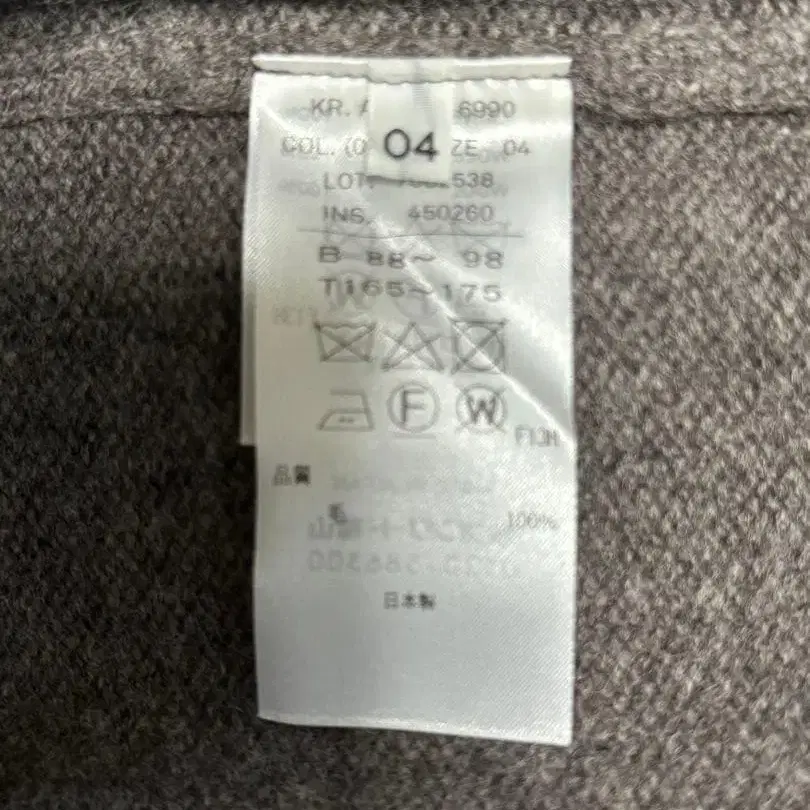 KR. 6990
COL. 04 ZE 04
LOT. 538
INS. 450260
B 88~ 98
T165~175
F W
F13H
品質
毛 100%
日本製